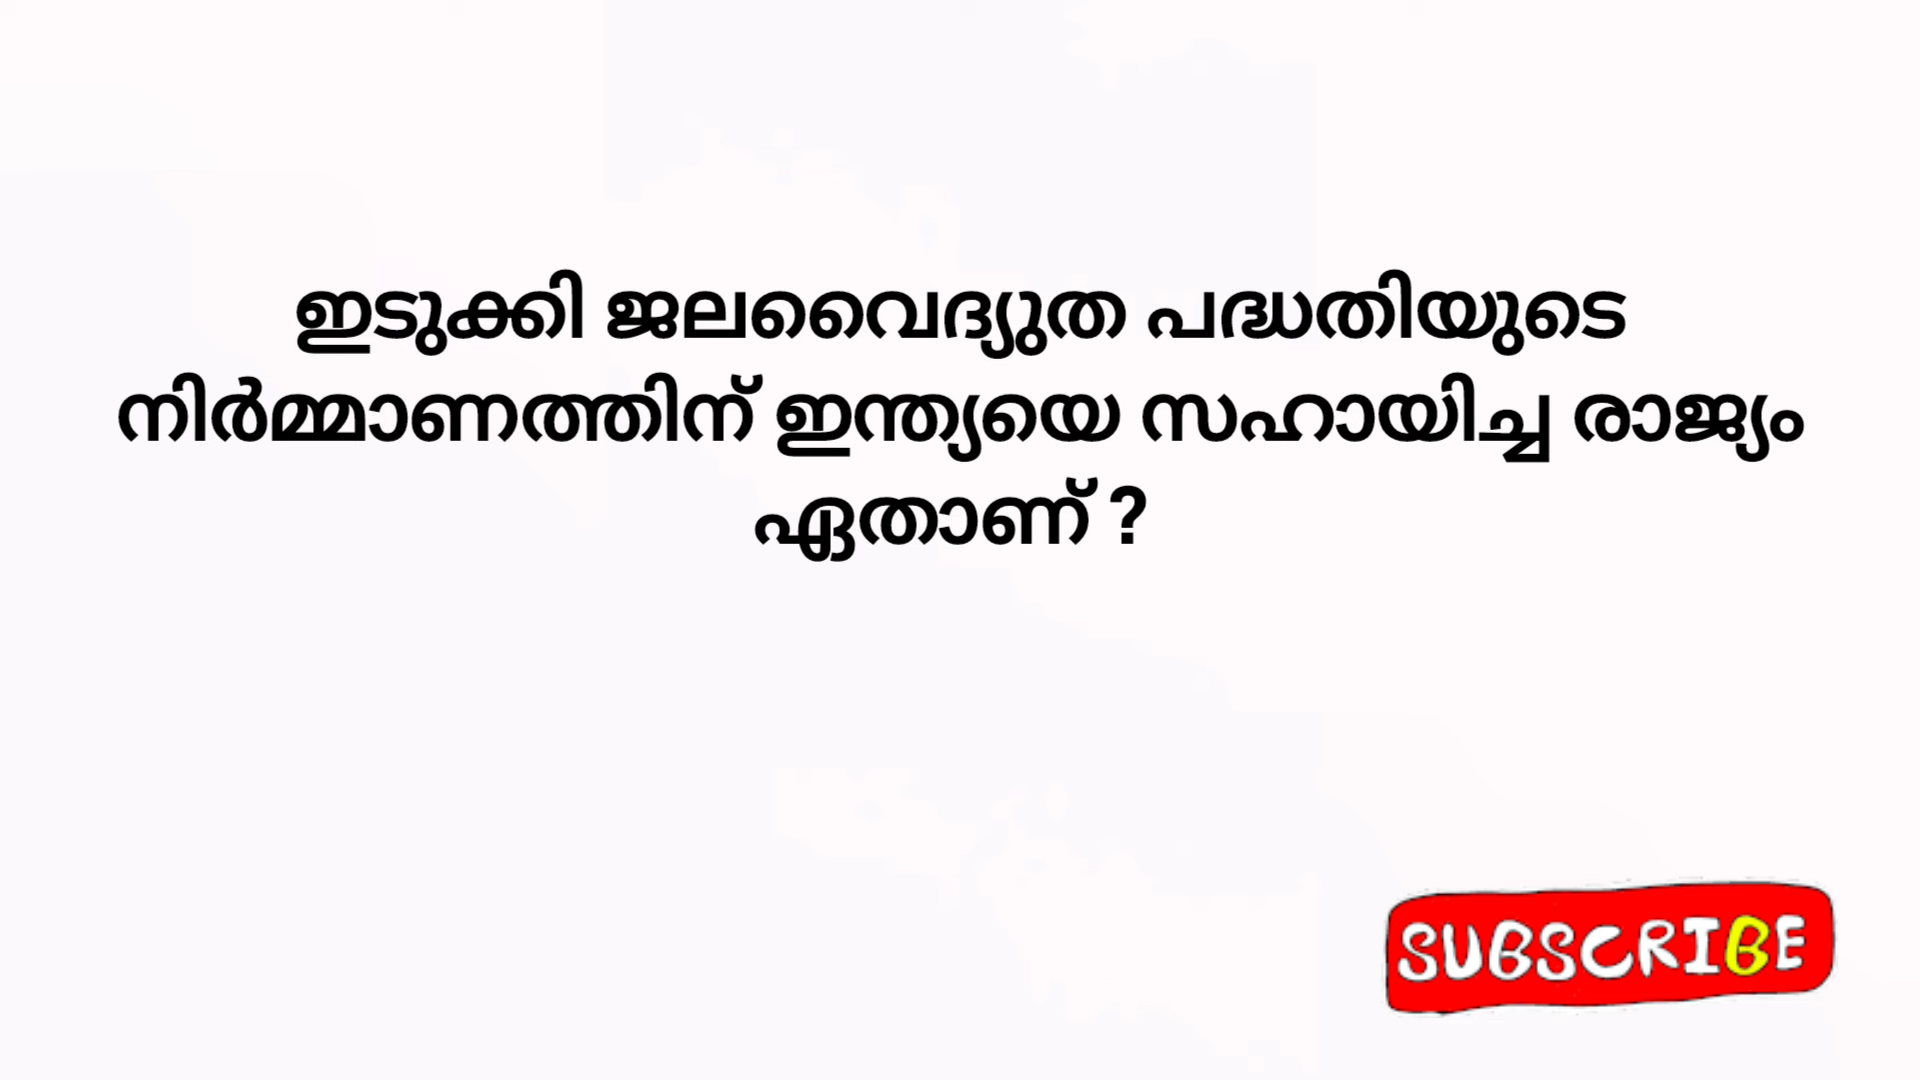 ഇടുക്കി ജലവൈദ്യുത പദ്ധതിയുടെ
നിർമ്മാണത്തിന് ഇന്ത്യയെ സഹായിച്ച രാജ്യം
ഏതാണ് ?
SUBSCRIBE